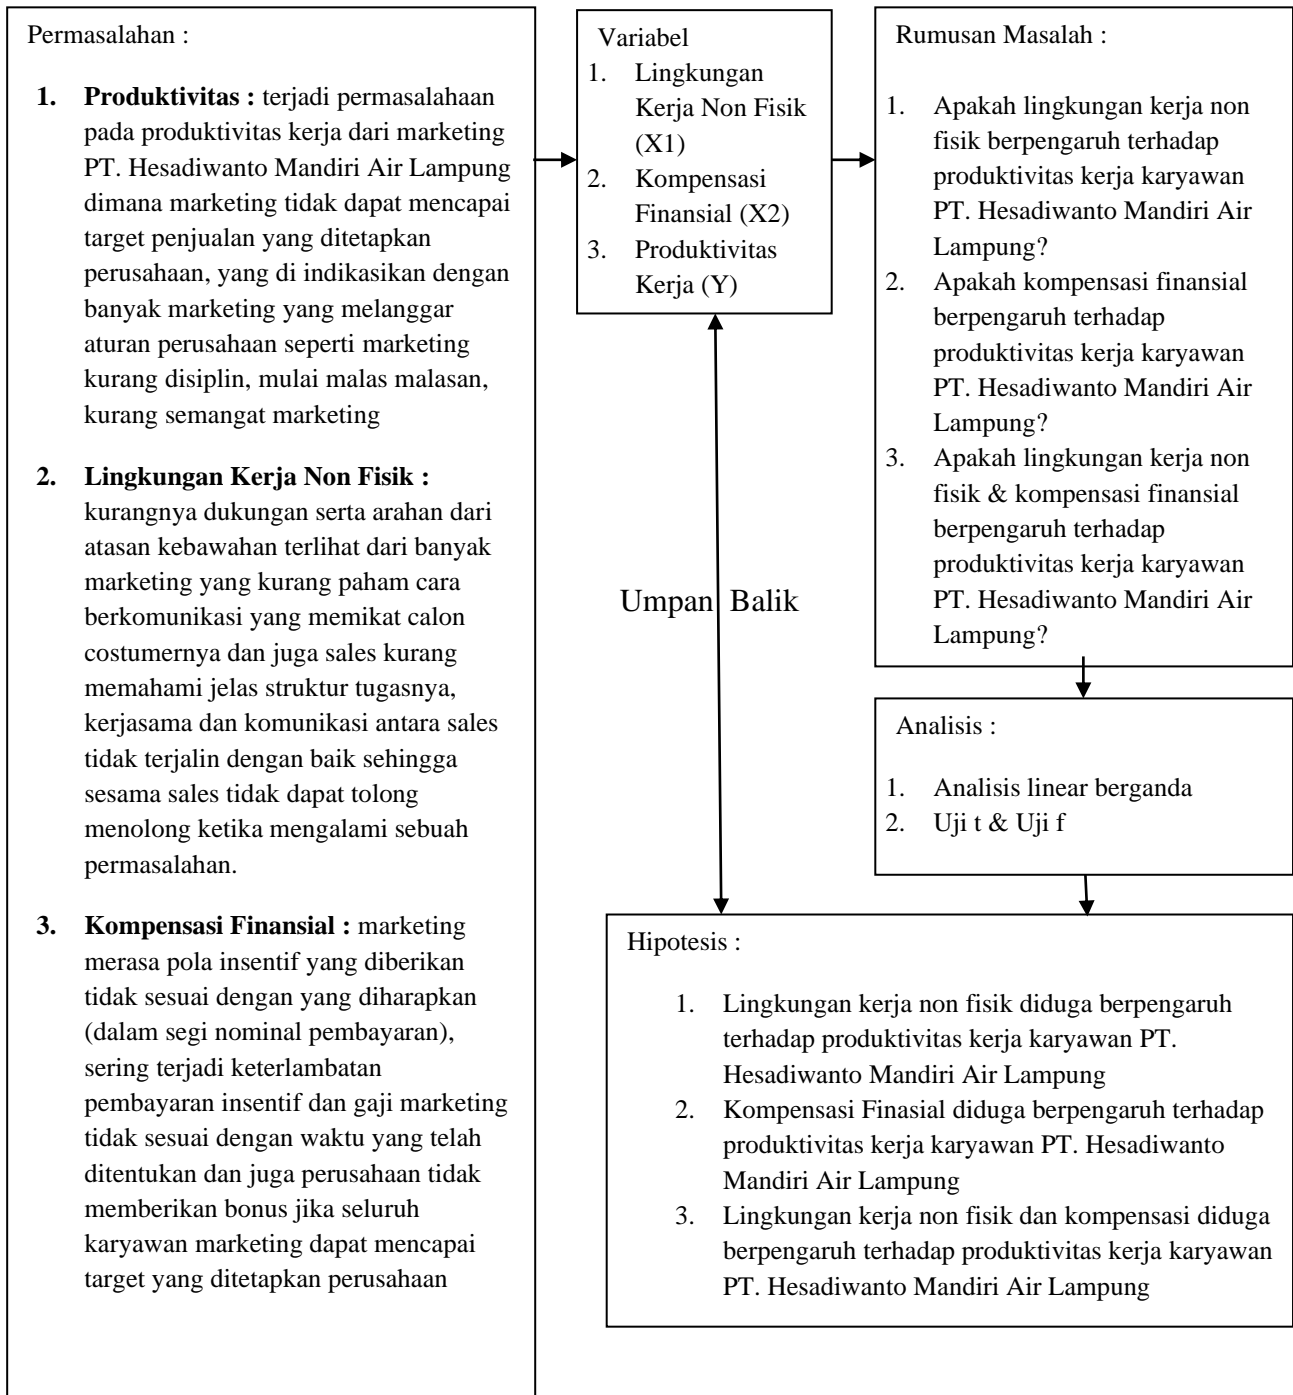 Permasalahan :
1. Produktivitas : terjadi permasalahaan
pada produktivitas kerja dari marketing
PT. Hesadiwanto Mandiri Air Lampung
dimana marketing tidak dapat mencapai
target penjualan yang ditetapkan
perusahaan, yang di indikasikan dengan
banyak marketing yang melanggar
aturan perusahaan seperti marketing
kurang disiplin, mulai malas malasan,
kurang semangat marketing
2. Lingkungan Kerja Non Fisik :
kurangnya dukungan serta arahan dari
atasan kebawahan terlihat dari banyak
marketing yang kurang paham cara
berkomunikasi yang memikat calon
costumernya dan juga sales kurang
memahami jelas struktur tugasnya,
kerjasama dan komunikasi antara sales
tidak terjalin dengan baik sehingga
sesama sales tidak dapat tolong
menolong ketika mengalami sebuah
permasalahan.
3. Kompensasi Finansial : marketing
merasa pola insentif yang diberikan
tidak sesuai dengan yang diharapkan
(dalam segi nominal pembayaran),
sering terjadi keterlambatan
pembayaran insentif dan gaji marketing
tidak sesuai dengan waktu yang telah
ditentukan dan juga perusahaan tidak
memberikan bonus jika seluruh
karyawan marketing dapat mencapai
target yang ditetapkan perusahaan
Variabel
1. Lingkungan
Kerja Non Fisik
(X1)
2. Kompensasi
Finansial (X2)
3. Produktivitas
Kerja (Y)
Rumusan Masalah :
1. Apakah lingkungan kerja non
fisik berpengaruh terhadap
produktivitas kerja karyawan
PT. Hesadiwanto Mandiri Air
Lampung?
2. Apakah kompensasi finansial
berpengaruh terhadap
produktivitas kerja karyawan
PT. Hesadiwanto Mandiri Air
Lampung?
3. Apakah lingkungan kerja non
fisik & kompensasi finansial
berpengaruh terhadap
produktivitas kerja karyawan
PT. Hesadiwanto Mandiri Air
Lampung?
Umpan Balik
Analisis :
1. Analisis linear berganda
2. Uji t & Uji f
Hipotesis :
1. Lingkungan kerja non fisik diduga berpengaruh
terhadap produktivitas kerja karyawan PT.
Hesadiwanto Mandiri Air Lampung
2. Kompensasi Finasial diduga berpengaruh terhadap
produktivitas kerja karyawan PT. Hesadiwanto
Mandiri Air Lampung
3. Lingkungan kerja non fisik dan kompensasi diduga
berpengaruh terhadap produktivitas kerja karyawan
PT. Hesadiwanto Mandiri Air Lampung